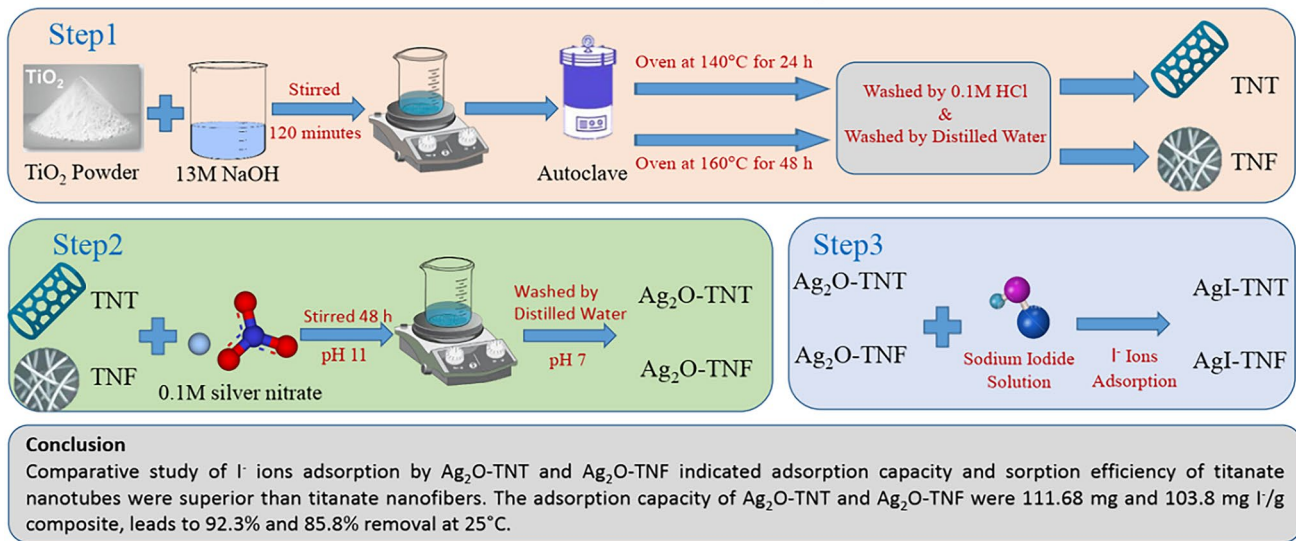 Step1
TiO₂
TiO₂ Powder
13M NaOH
Stirred
120 minutes
Autoclave
Oven at 140°C for 24 h
Oven at 160°C for 48 h
Washed by 0.1M HCl
&
Washed by Distilled Water
TNT
TNF
Step2
TNT
TNF
0.1M silver nitrate
Stirred 48 h
pH 11
Washed by
Distilled Water
pH 7
Ag₂O-TNT
Ag₂O-TNF
Step3
Ag₂O-TNT
Ag₂O-TNF
Sodium Iodide
Solution
I⁻ Ions
Adsorption
AgI-TNT
AgI-TNF
Conclusion
Comparative study of I⁻ ions adsorption by Ag₂O-TNT and Ag₂O-TNF indicated adsorption capacity and sorption efficiency of titanate
nanotubes were superior than titanate nanofibers. The adsorption capacity of Ag₂O-TNT and Ag₂O-TNF were 111.68 mg and 103.8 mg I⁻/g
composite, leads to 92.3% and 85.8% removal at 25°C.